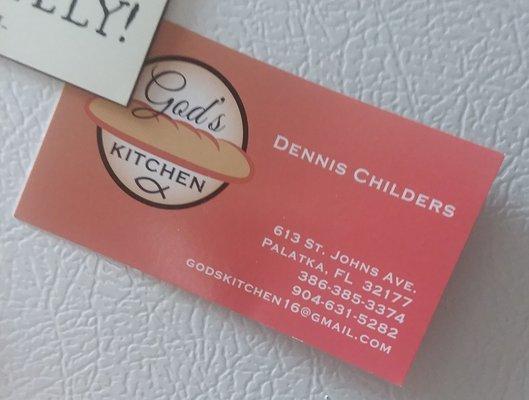 God's
KITCHEN
DENNIS CHILDERS
613 ST. JOHNS AVE.
PALATKA, FL 32177
386-385-3374
904-631-5282
GODSKITCHEN16@GMAIL.COM